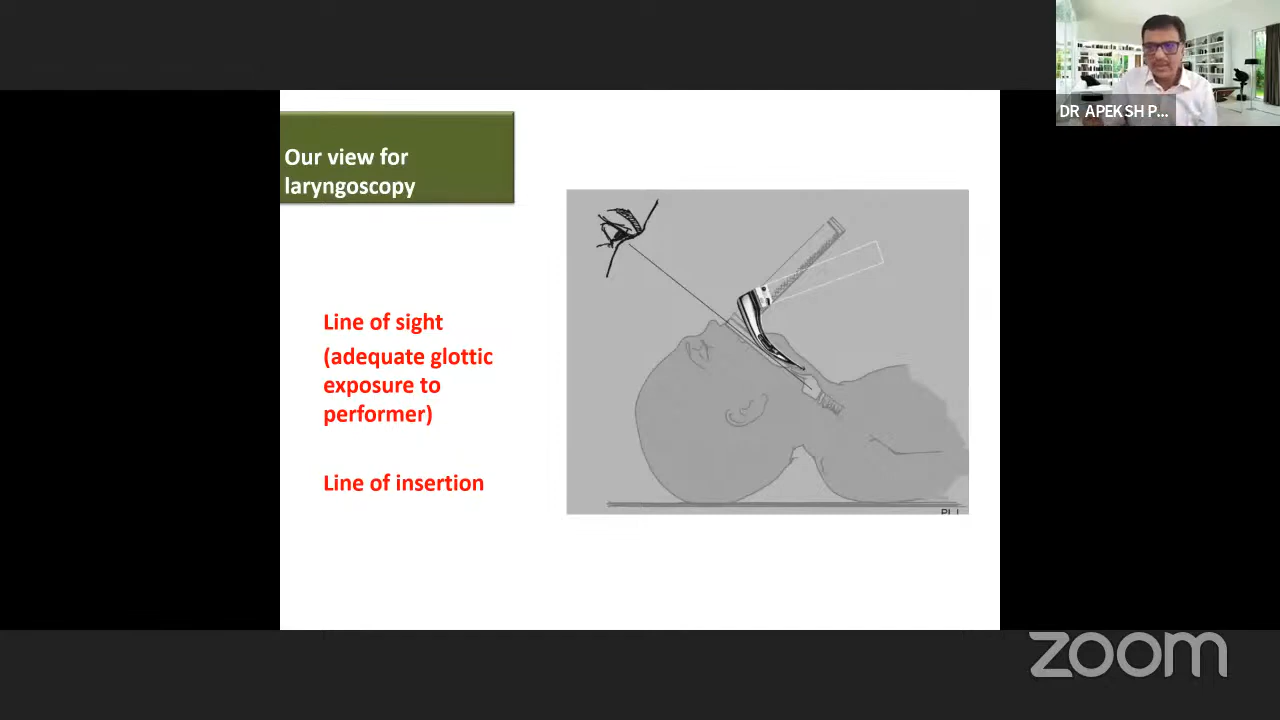 DR APEKSH P...
Our view for
laryngoscopy
Line of sight
(adequate glottic
exposure to
performer)
Line of insertion
zoom